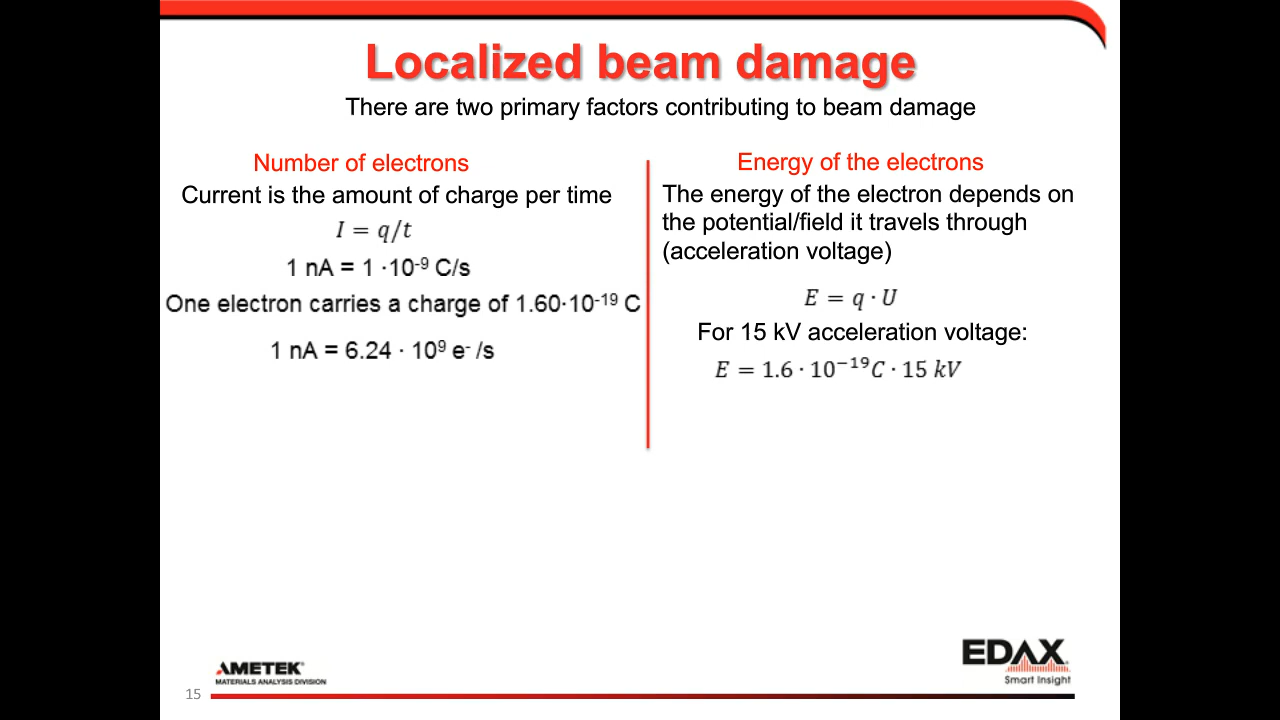 Localized beam damage
There are two primary factors contributing to beam damage
Number of electrons
Current is the amount of charge per time
I = q/t
1 nA = 1 ·10⁻⁹ C/s
One electron carries a charge of 1.60·10⁻¹⁹ C
1 nA = 6.24 · 10⁹ e⁻ /s
Energy of the electrons
The energy of the electron depends on
the potential/field it travels through
(acceleration voltage)
E = q · U
For 15 kV acceleration voltage:
E = 1.6 · 10⁻¹⁹C · 15 kV
AMETEK®
MATERIALS ANALYSIS DIVISION
EDAX
Smart Insight
15